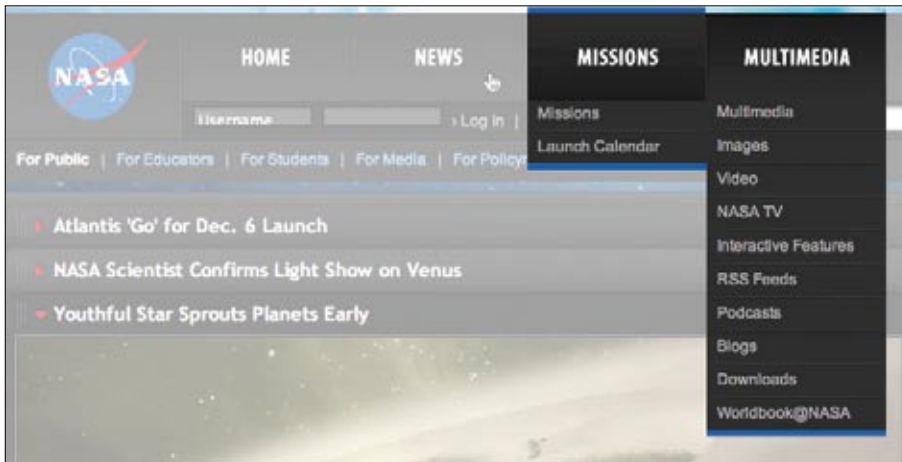 NASA
HOME
NEWS
MISSIONS
MULTIMEDIA
Username
› Log In |
For Public | For Educators | For Students | For Media |
Missions
Launch Calendar
Multimedia
Images
Video
NASA TV
Interactive Features
RSS Feeds
Podcasts
Blogs
Downloads
Worldbook@NASA
Atlantis 'Go' for Dec. 6 Launch
NASA Scientist Confirms Light Show on Venus
Youthful Star Sprouts Planets Early